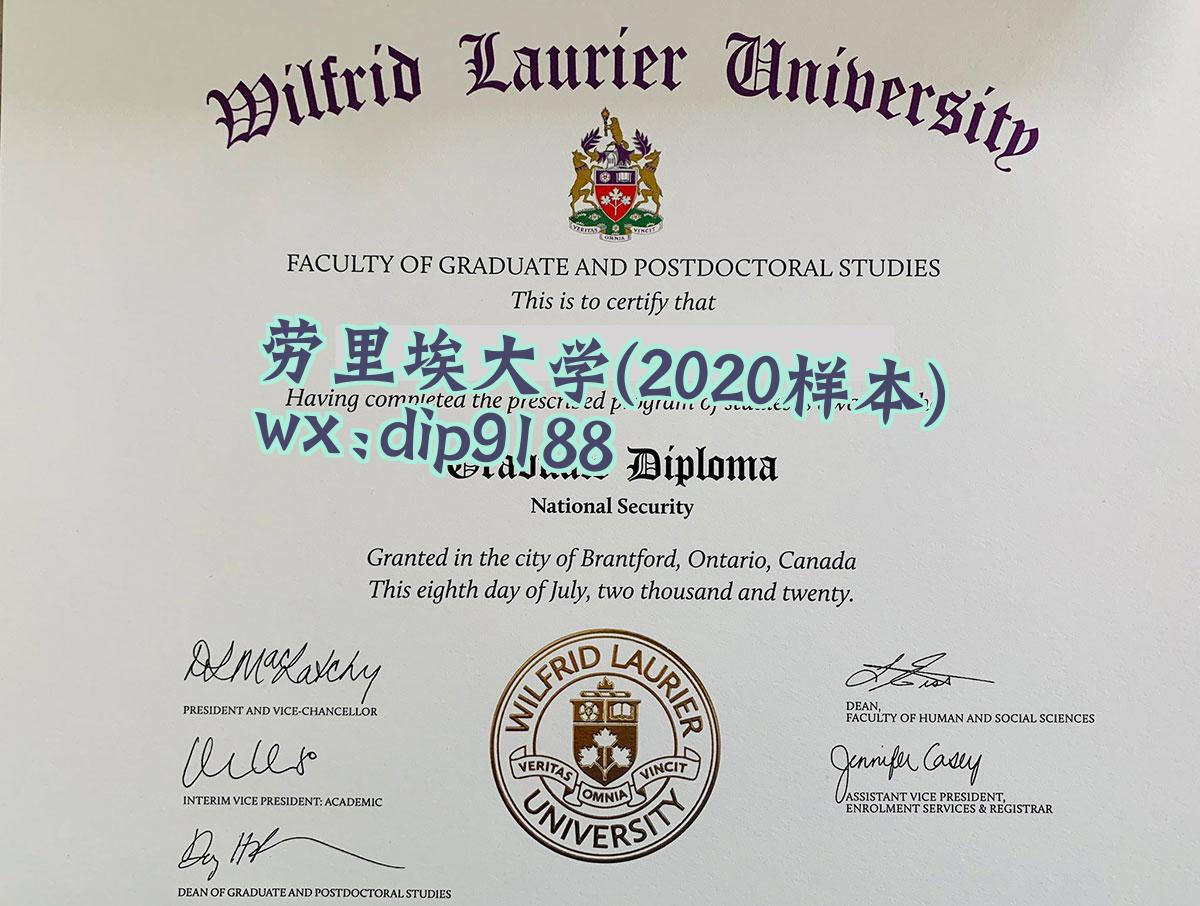 Wilfrid Laurier University
VERITAS OMNIA VINCIT
FACULTY OF GRADUATE AND POSTDOCTORAL STUDIES
This is to certify that
劳里埃大学(2020样本)
Having completed the prescribed program of studies
wx:dip9188
Graduate Diploma
National Security
Granted in the city of Brantford, Ontario, Canada
This eighth day of July, two thousand and twenty.
PRESIDENT AND VICE-CHANCELLOR
INTERIM VICE PRESIDENT: ACADEMIC
DEAN OF GRADUATE AND POSTDOCTORAL STUDIES
WILFRID LAURIER
VERITAS OMNIA VINCIT
UNIVERSITY
DEAN,
FACULTY OF HUMAN AND SOCIAL SCIENCES
Jennifer Casey
ASSISTANT VICE PRESIDENT,
ENROLMENT SERVICES & REGISTRAR